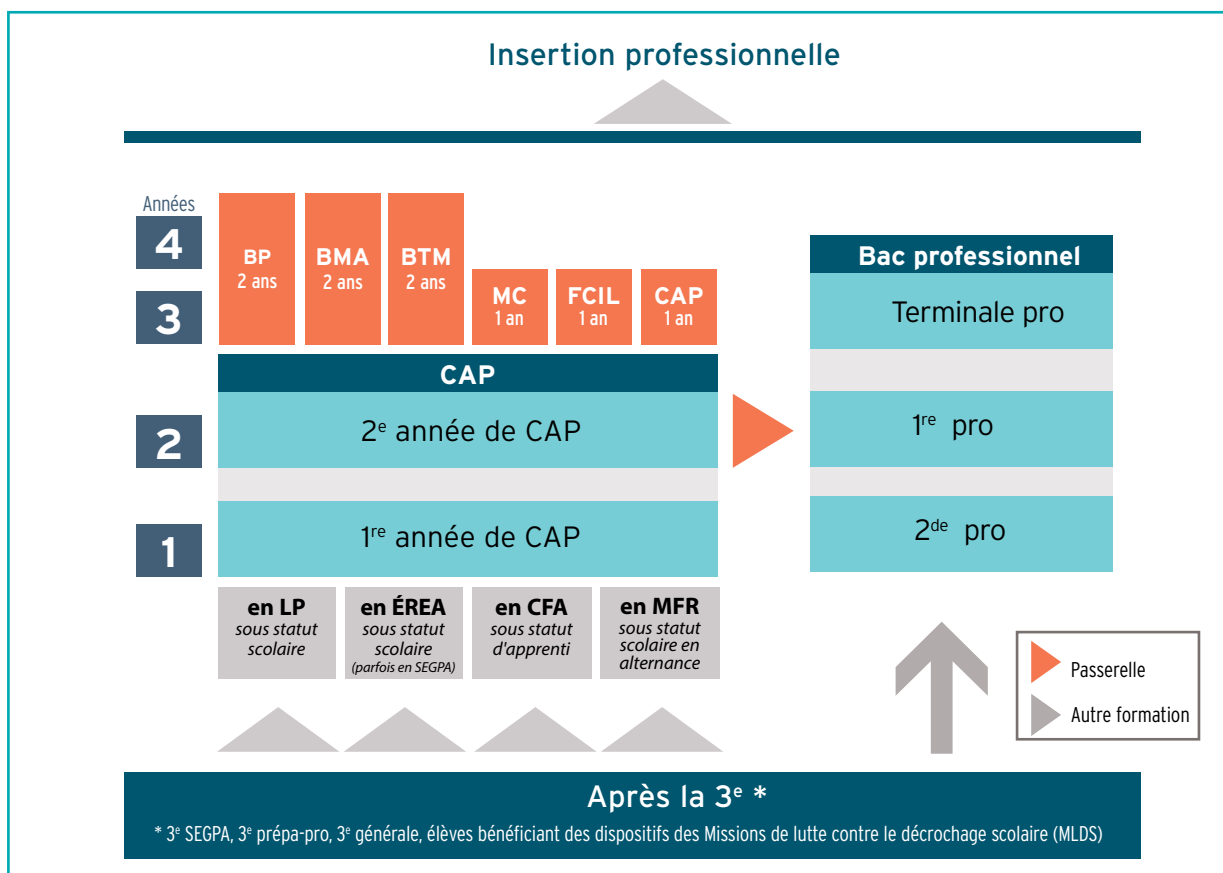 Insertion professionnelle
Années
4
3
2
1
BP
2 ans
BMA
2 ans
BTM
2 ans
MC
1 an
FCIL
1 an
CAP
1 an
CAP
2e année de CAP
1re année de CAP
en LP
sous statut
scolaire
en ÉREA
sous statut
scolaire
(parfois en SEGPA)
en CFA
sous statut
d'apprenti
en MFR
sous statut
scolaire en
alternance
Bac professionnel
Terminale pro
1re pro
2de pro
Passerelle
Autre formation
Après la 3e *
* 3e SEGPA, 3e prépa-pro, 3e générale, élèves bénéficiant des dispositifs des Missions de lutte contre le décrochage scolaire (MLDS)